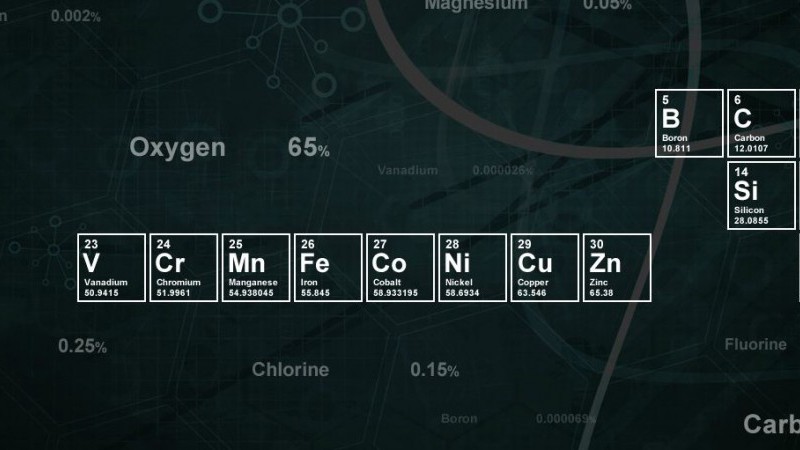 Magnesium 0.05%
0.002%
5
B
Boron
10.811
6
C
Carbon
12.0107
Oxygen 65%
Vanadium 0.000026%
14
Si
Silicon
28.0855
23
V
Vanadium
50.9415
24
Cr
Chromium
51.9961
25
Mn
Manganese
54.938045
26
Fe
Iron
55.845
27
Co
Cobalt
58.933195
28
Ni
Nickel
58.6934
29
Cu
Copper
63.546
30
Zn
Zinc
65.38
0.25%
Fluorine
Chlorine 0.15%
Boron 0.000069%
Carb